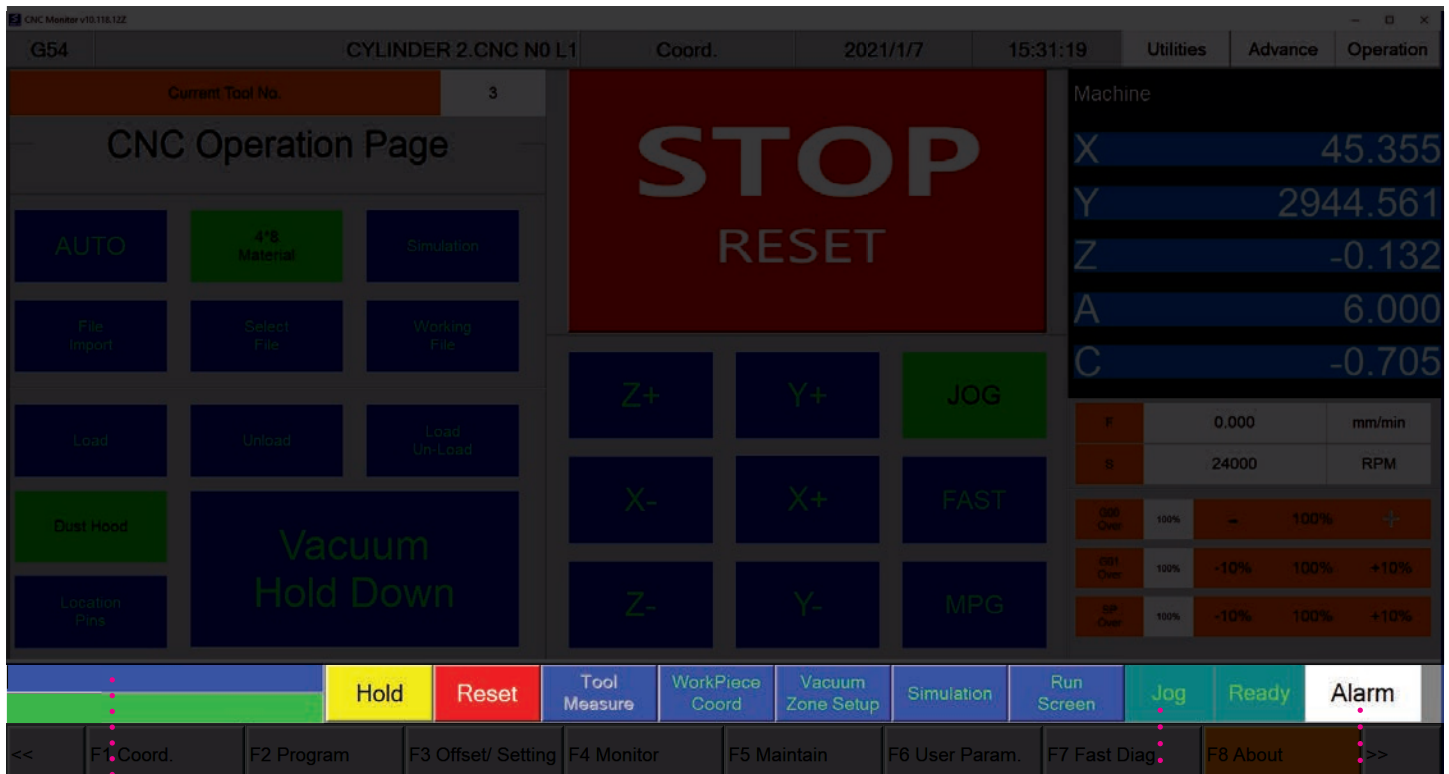 CNC Monitor v10.116.12Z
G54 CYLINDER 2.CNC N0 L1 Coord. 2021/1/7 15:31:19 Utilities Advance Operation
Current Tool No. 3
CNC Operation Page
AUTO
4*8
Material
Simulation
File
Import
Select
File
Working
File
Load
Unload
Load
Un-Load
Dust Hood
Vacuum
Hold Down
Location
Pins
STOP
RESET
Z+ Y+ JOG
X- X+ FAST
Z- Y- MPG
Machine
X 45.355
Y 2944.561
Z -0.132
A 6.000
C -0.705
F 0.000 mm/min
S 24000 RPM
G00
Over
100% - 100% +
G01
Over
100% -10% 100% +10%
SP
Over
100% -10% 100% +10%
Hold
Reset
Tool
Measure
WorkPiece
Coord
Vacuum
Zone Setup
Simulation
Run
Screen
Jog
Ready
Alarm
<< F1 Coord. F2 Program F3 Offset/ Setting F4 Monitor F5 Maintain F6 User Param. F7 Fast Diag. F8 About >>